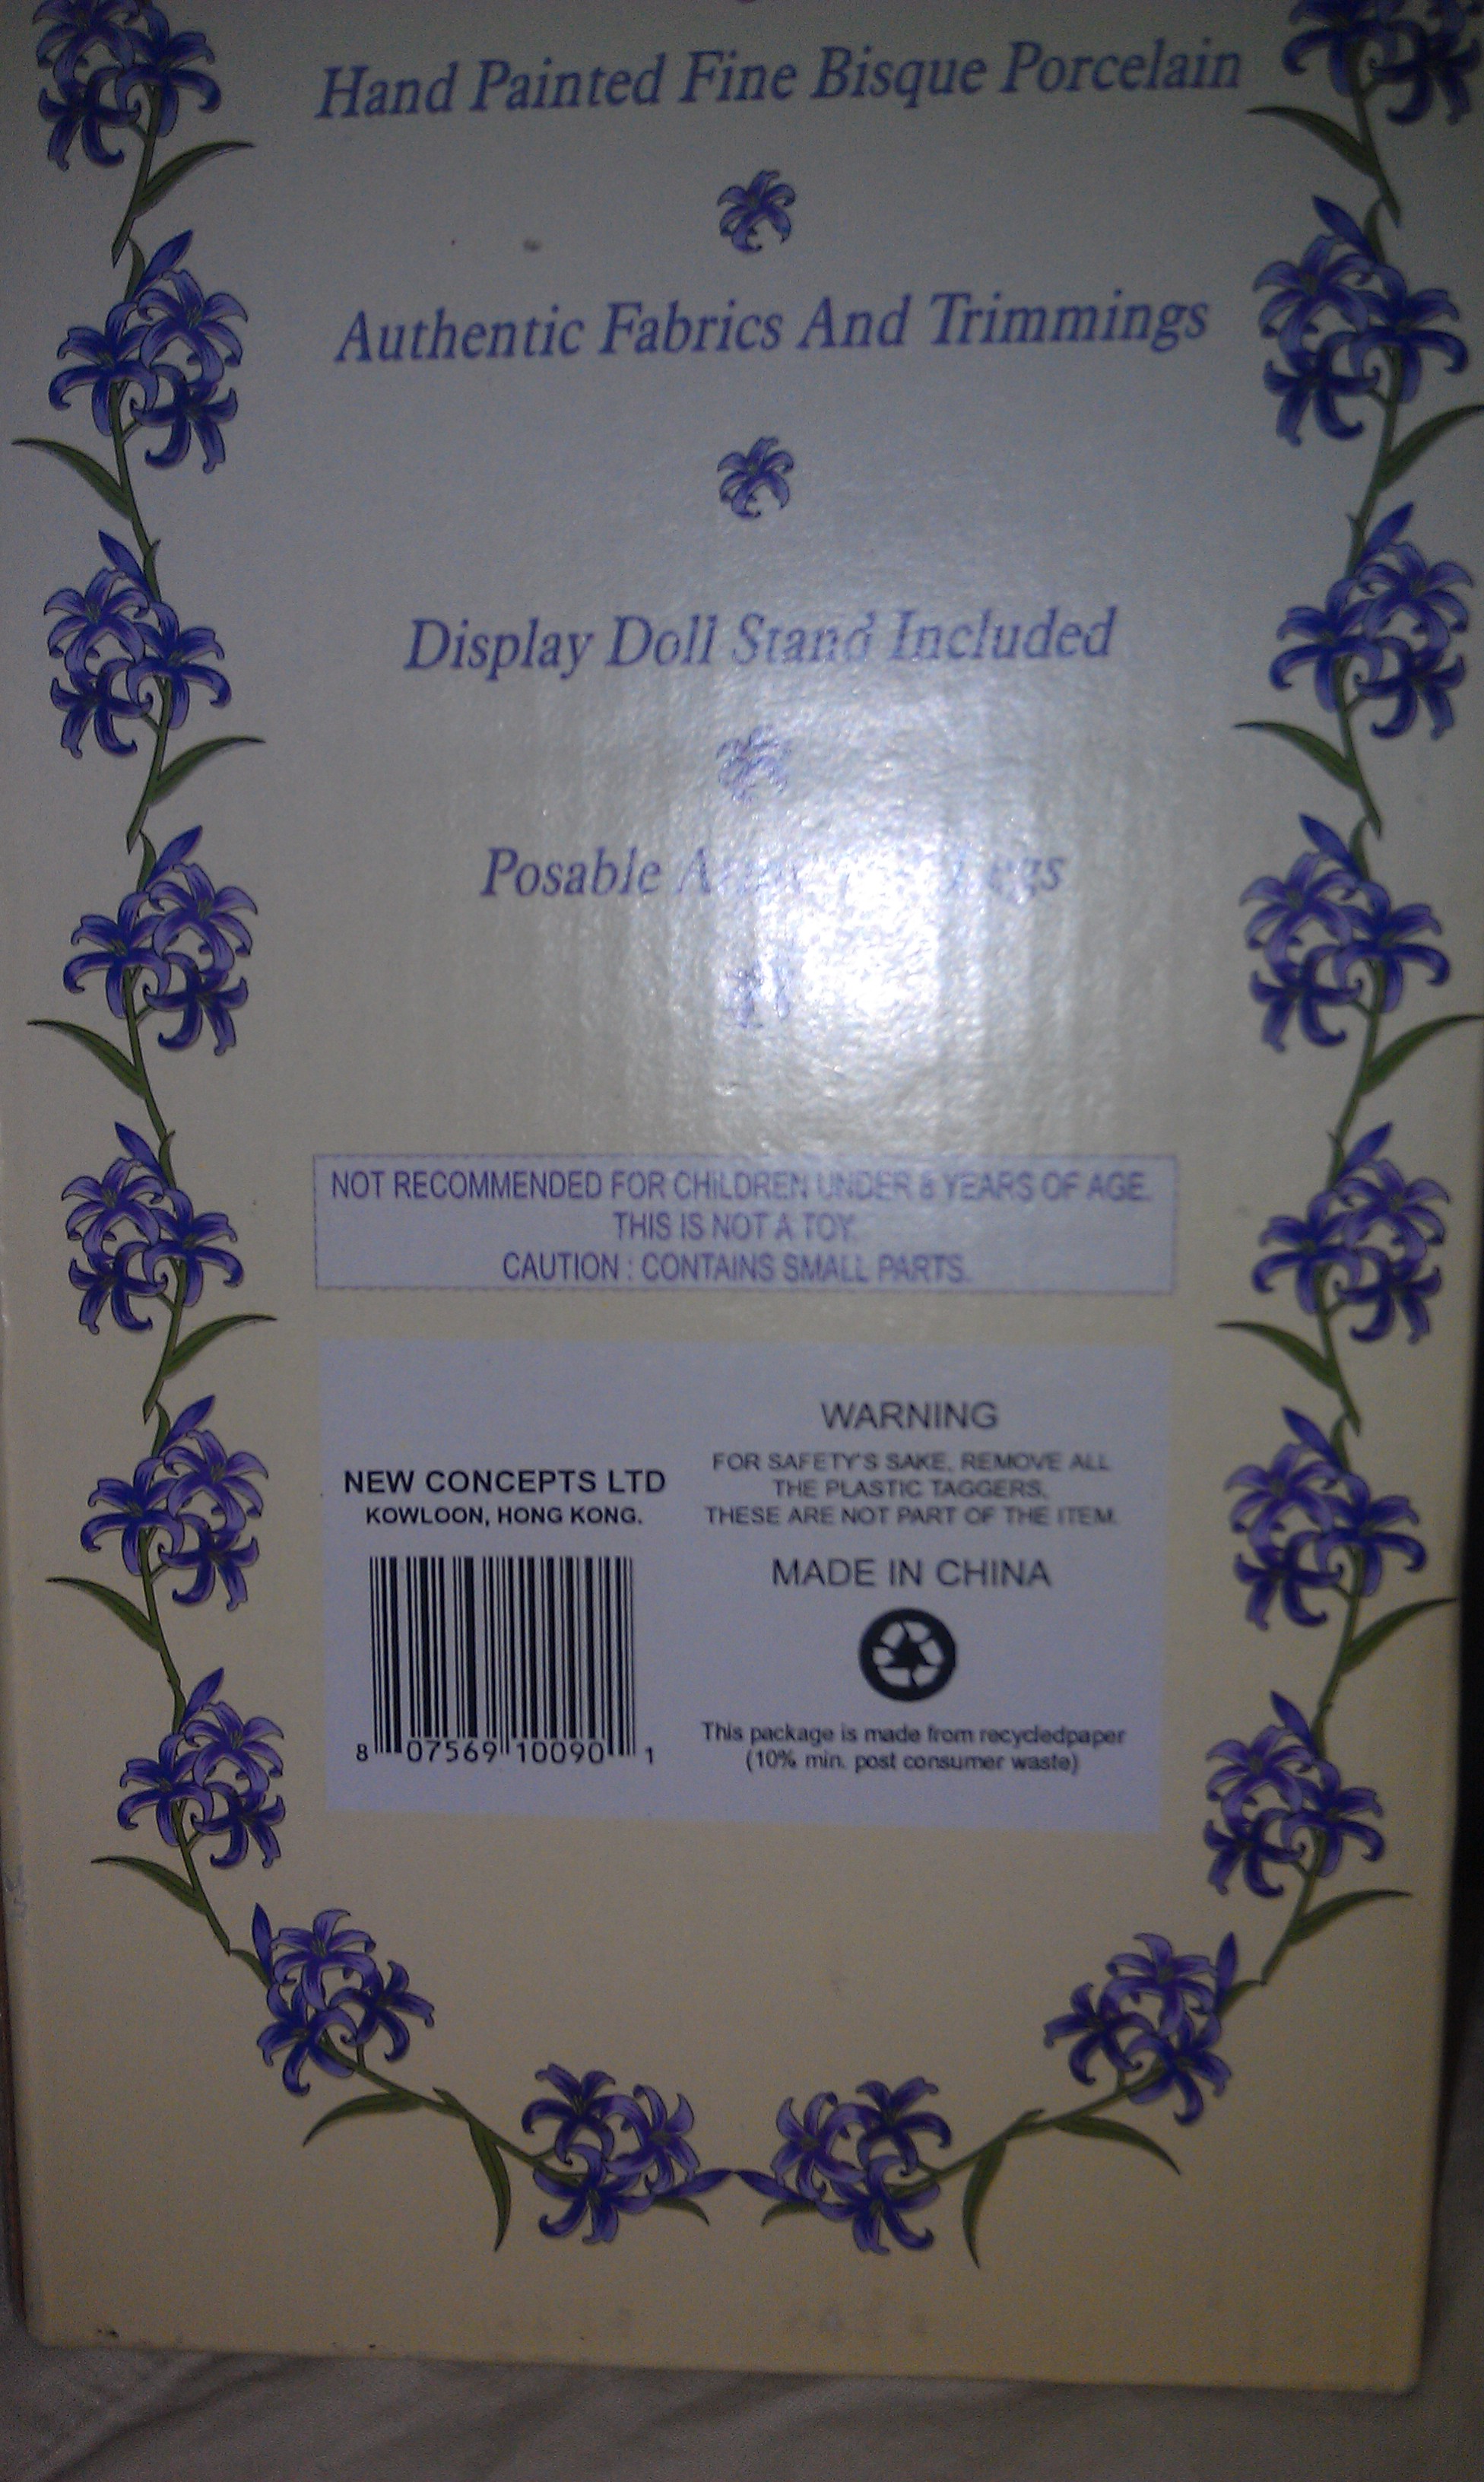 Hand Painted Fine Bisque Porcelain
Authentic Fabrics And Trimmings
Display Doll Stand Included
Posable
NOT RECOMMENDED FOR CHILDREN UNDER 8 YEARS OF AGE.
THIS IS NOT A TOY.
CAUTION : CONTAINS SMALL PARTS.
NEW CONCEPTS LTD
KOWLOON, HONG KONG.
8 07569 10090 1
WARNING
FOR SAFETY'S SAKE, REMOVE ALL
THE PLASTIC TAGGERS,
THESE ARE NOT PART OF THE ITEM.
MADE IN CHINA
This package is made from recycledpaper
(10% min. post consumer waste)